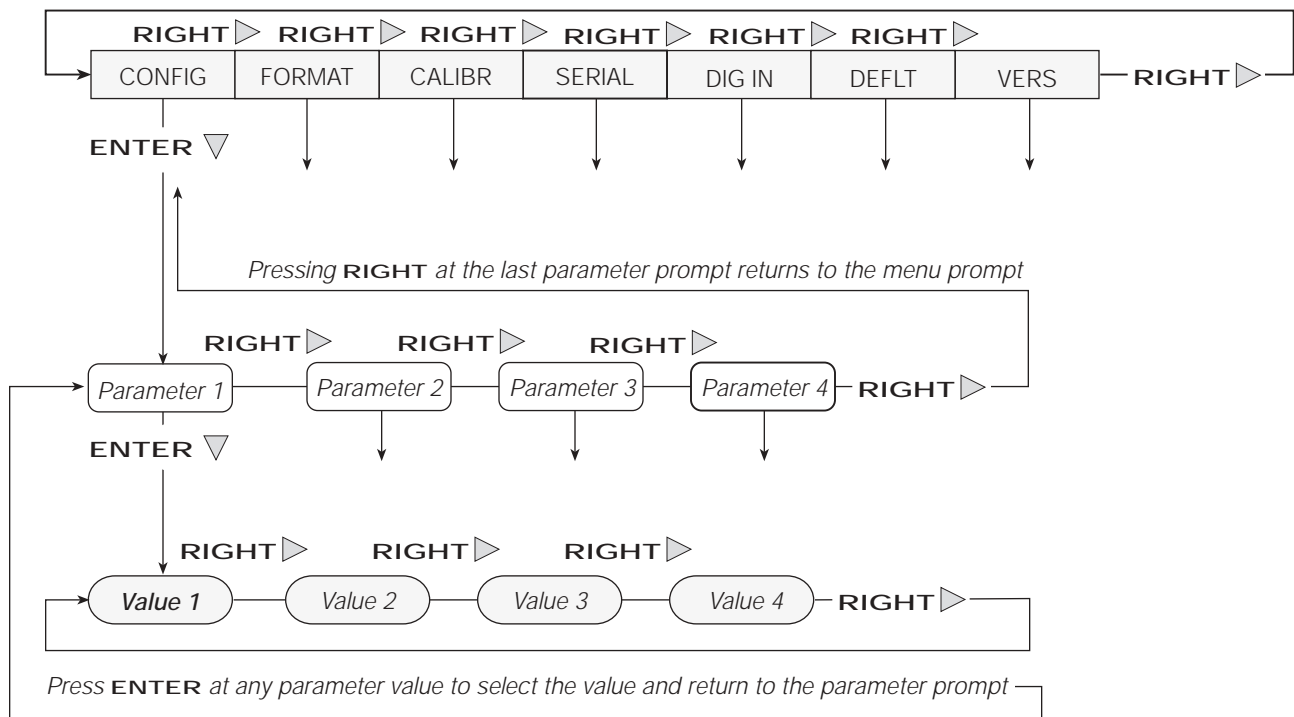 RIGHT RIGHT RIGHT RIGHT RIGHT RIGHT
CONFIG FORMAT CALIBR SERIAL DIG IN DEFLT VERS RIGHT
ENTER
Pressing RIGHT at the last parameter prompt returns to the menu prompt
RIGHT RIGHT RIGHT
Parameter 1 Parameter 2 Parameter 3 Parameter 4 RIGHT
ENTER
RIGHT RIGHT RIGHT
Value 1 Value 2 Value 3 Value 4 RIGHT
Press ENTER at any parameter value to select the value and return to the parameter prompt